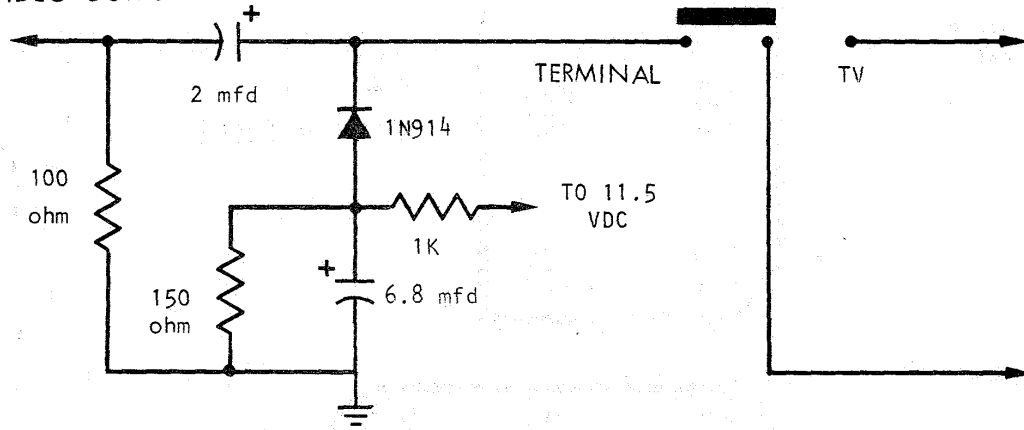 +
2 mfd
TERMINAL
TV
1N914
100
ohm
TO 11.5
VDC
1K
+
6.8 mfd
150
ohm